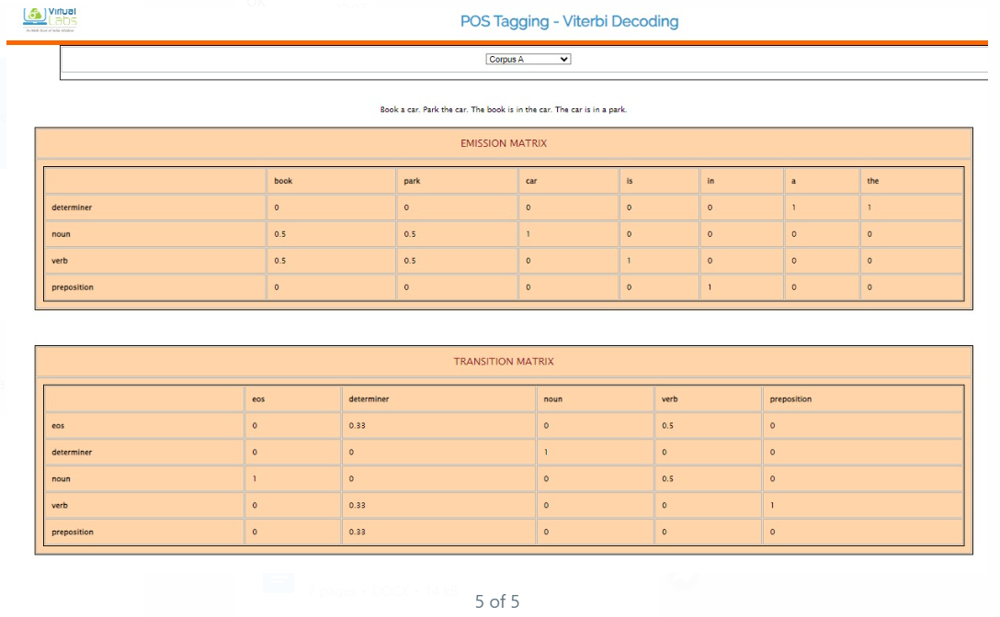 Virtual
Labs
POS Tagging - Viterbi Decoding
Corpus A
Book a car. Park the car. The book is in the car. The car is in a park.
EMISSION MATRIX
book park car is in a the
determiner 0 0 0 0 0 1 1
noun 0.5 0.5 1 0 0 0 0
verb 0.5 0.5 0 1 0 0 0
preposition 0 0 0 0 1 0 0
TRANSITION MATRIX
eos determiner noun verb preposition
eos 0 0.33 0 0.5 0
determiner 0 0 1 0 0
noun 1 0 0 0.5 0
verb 0 0.33 0 0 1
preposition 0 0.33 0 0 0
5 of 5